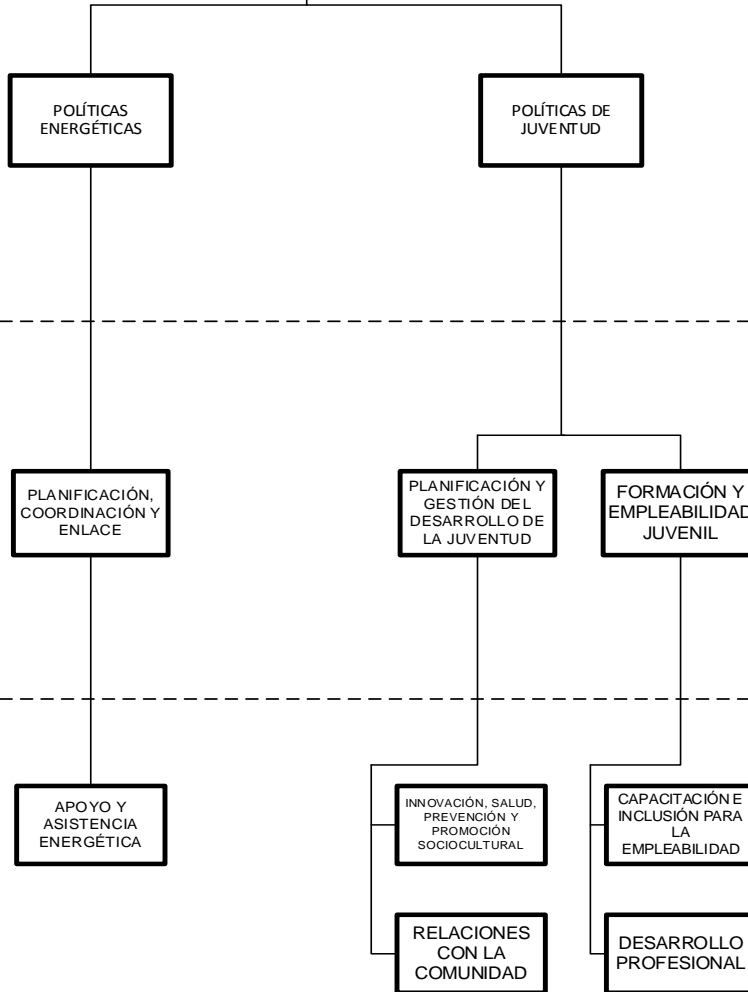 POLÍTICAS
ENERGÉTICAS
POLÍTICAS DE
JUVENTUD
PLANIFICACIÓN,
COORDINACIÓN Y
ENLACE
PLANIFICACIÓN Y
GESTIÓN DEL
DESARROLLO DE
LA JUVENTUD
FORMACIÓN Y
EMPLEABILIDAD
JUVENIL
APOYO Y
ASISTENCIA
ENERGÉTICA
INNOVACIÓN, SALUD,
PREVENCIÓN Y
PROMOCIÓN
SOCIOCULTURAL
CAPACITACIÓN E
INCLUSIÓN PARA
LA
EMPLEABILIDAD
RELACIONES
CON LA
COMUNIDAD
DESARROLLO
PROFESIONAL